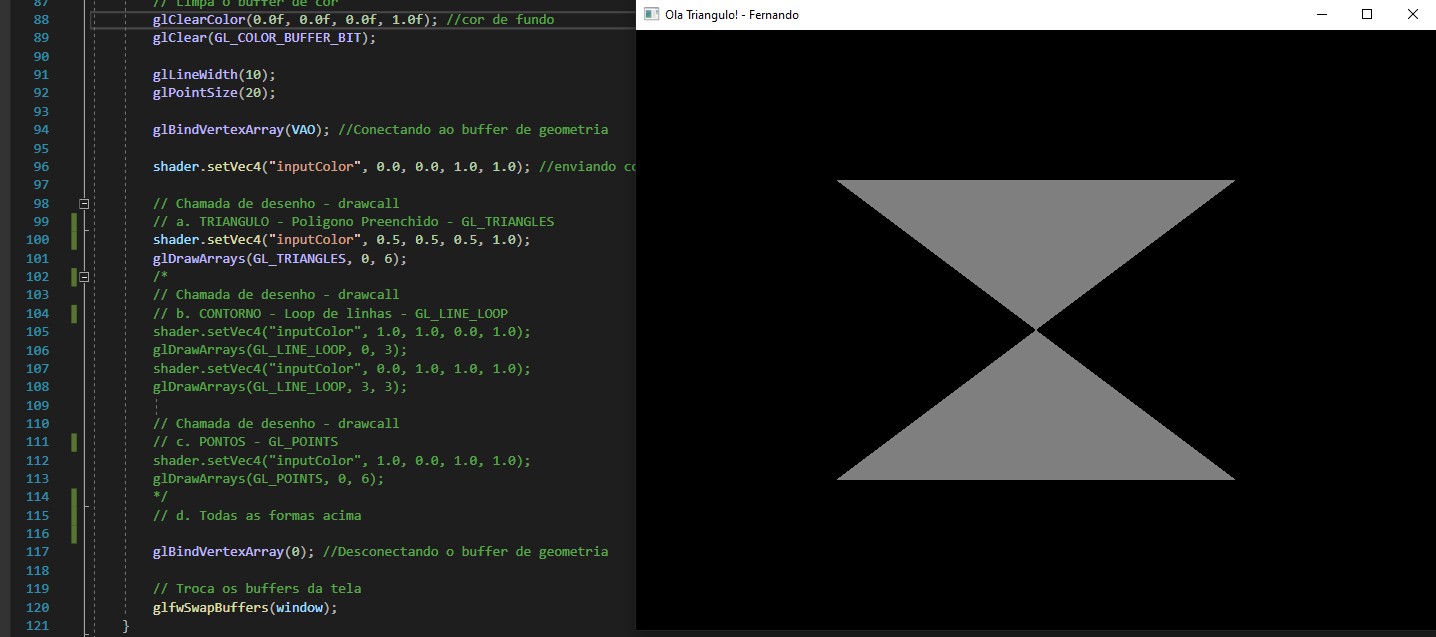 87 // Limpa o buffer de cor
88 glClearColor(0.0f, 0.0f, 0.0f, 1.0f); //cor de fundo
89 glClear(GL_COLOR_BUFFER_BIT);
90
91 glLineWidth(10);
92 glPointSize(20);
93
94 glBindVertexArray(VAO); //Conectando ao buffer de geometria
95
96 shader.setVec4("inputColor", 0.0, 0.0, 1.0, 1.0); //enviando
97
98 // Chamada de desenho - drawcall
99 // a. TRIANGULO - Poligono Preenchido - GL_TRIANGLES
100 shader.setVec4("inputColor", 0.5, 0.5, 0.5, 1.0);
101 glDrawArrays(GL_TRIANGLES, 0, 6);
102 /*
103 // Chamada de desenho - drawcall
104 // b. CONTORNO - Loop de linhas - GL_LINE_LOOP
105 shader.setVec4("inputColor", 1.0, 1.0, 0.0, 1.0);
106 glDrawArrays(GL_LINE_LOOP, 0, 3);
107 shader.setVec4("inputColor", 0.0, 1.0, 1.0, 1.0);
108 glDrawArrays(GL_LINE_LOOP, 3, 3);
109
110 // Chamada de desenho - drawcall
111 // c. PONTOS - GL_POINTS
112 shader.setVec4("inputColor", 1.0, 0.0, 1.0, 1.0);
113 glDrawArrays(GL_POINTS, 0, 6);
114 */
115 // d. Todas as formas acima
116
117 glBindVertexArray(0); //Desconectando o buffer de geometria
118
119 // Troca os buffers da tela
120 glfwSwapBuffers(window);
121 }
Ola Triangulo! - Fernando